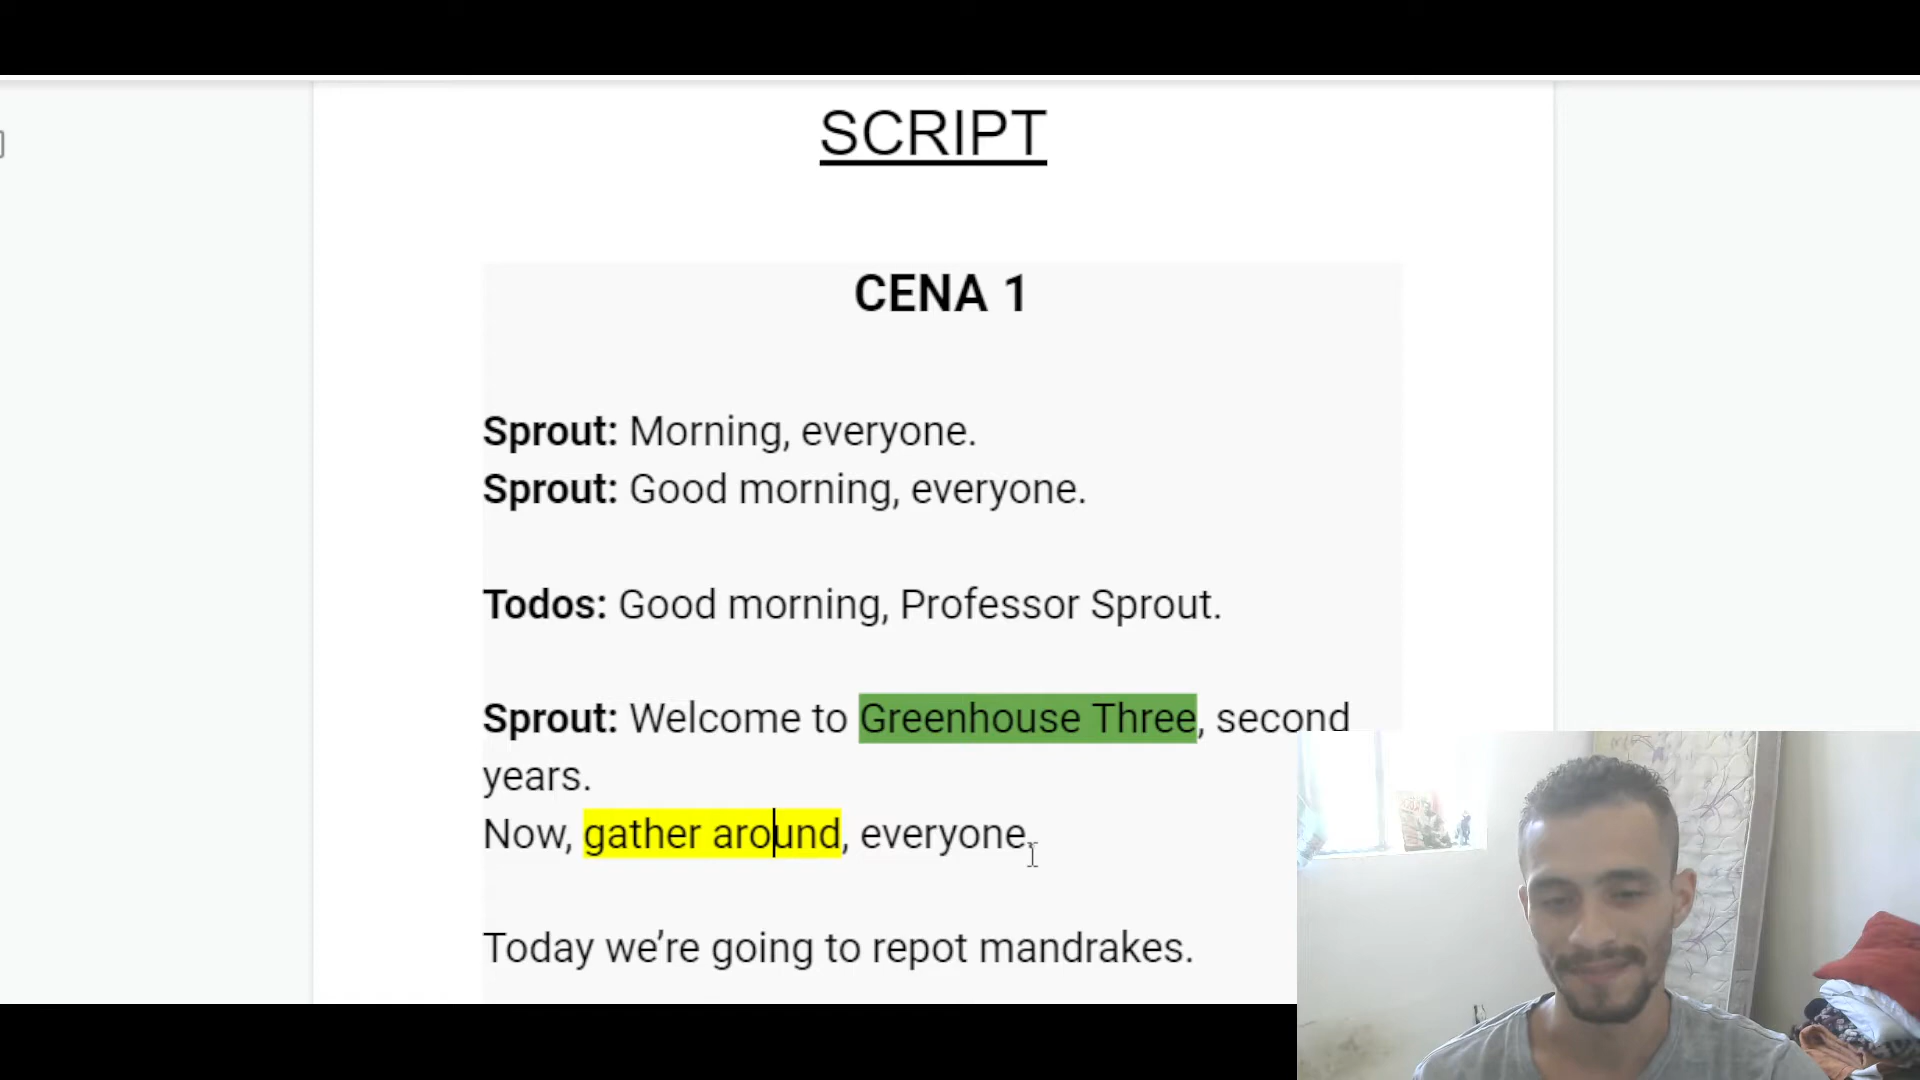 SCRIPT
CENA 1
Sprout: Morning, everyone.
Sprout: Good morning, everyone.
Todos: Good morning, Professor Sprout.
Sprout: Welcome to Greenhouse Three, second
years.
Now, gather around, everyone.
Today we’re going to repot mandrakes.